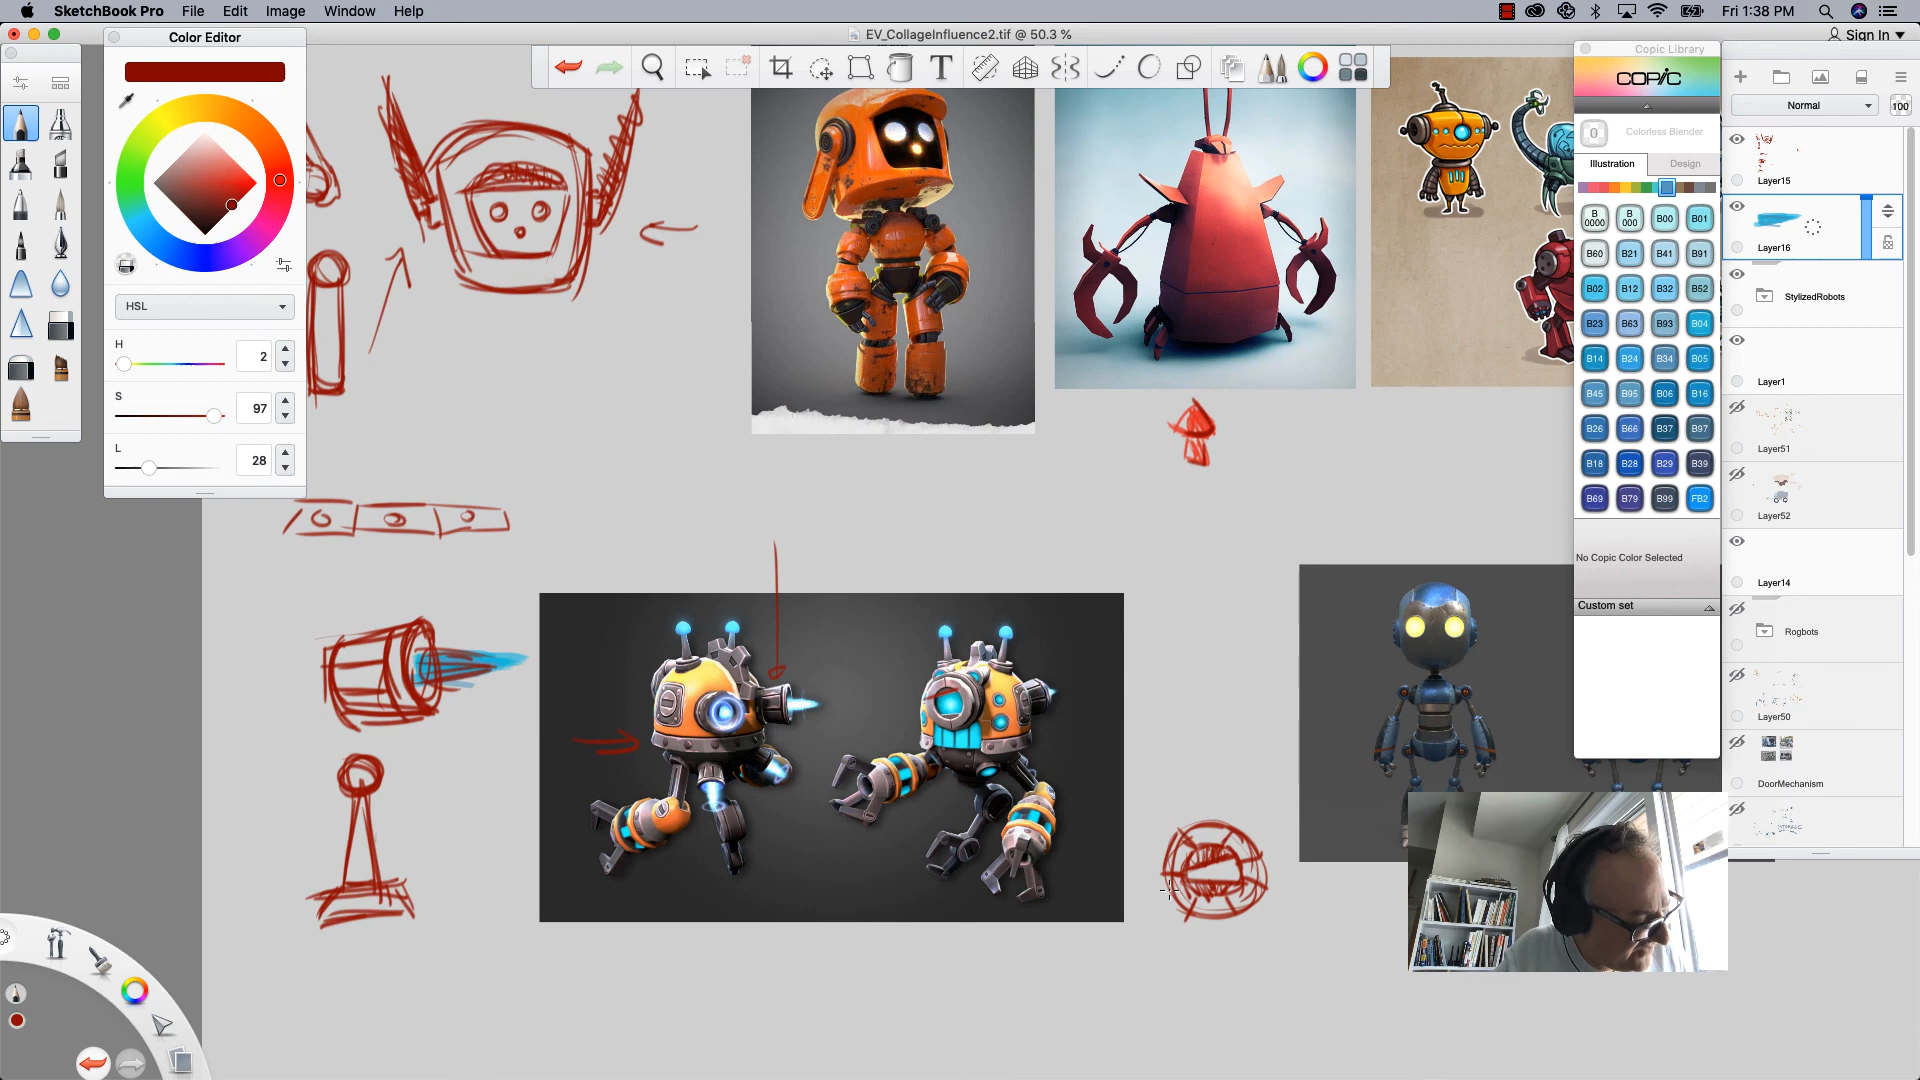 SketchBook Pro File Edit Image Window Help
Fri 1:38 PM
EV_CollageInfluence2.tif @ 50.3 %
Sign In
Color Editor
HSL
H
2
S
97
L
28
T
Copic Library
COPIC
0
Colorless Blender
Illustration
Design
B 0000
B 000
B00
B01
B60
B21
B41
B91
B02
B12
B32
B52
B23
B63
B93
B04
B14
B24
B34
B05
B45
B95
B06
B16
B26
B66
B37
B97
B18
B28
B29
B39
B69
B79
B99
FB2
No Copic Color Selected
Custom set
Normal
100
Layer15
Layer16
StylizedRobots
Layer1
Layer51
Layer52
Layer14
Rogbots
Layer50
DoorMechanism